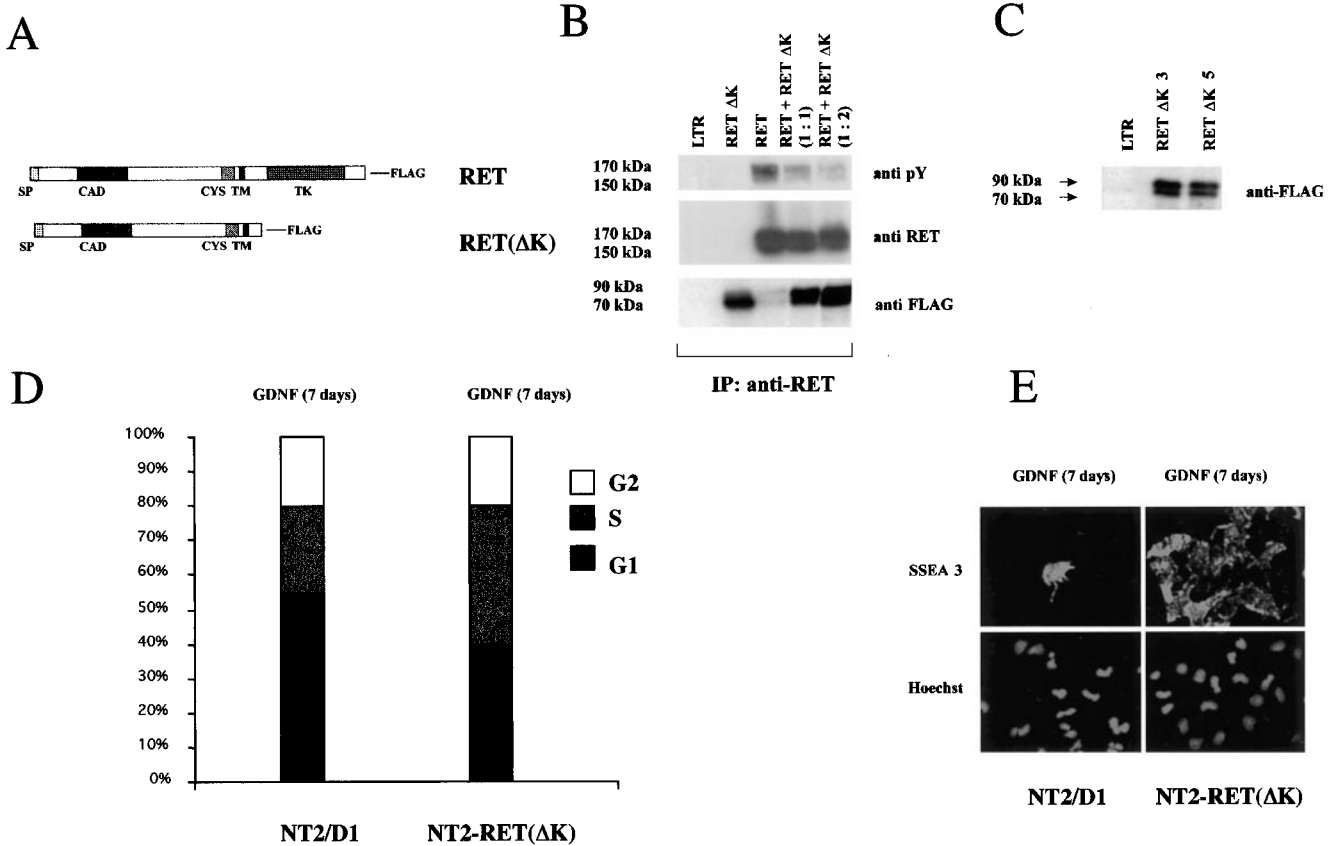 A
SP CAD CYS TM TK FLAG
RET
SP CAD CYS TM FLAG
RET(ΔK)
B
LTR
RET ΔK
RET
RET + RET ΔK
(1 : 1)
RET + RET ΔK
(1 : 2)
170 kDa
150 kDa
anti pY
170 kDa
150 kDa
anti RET
90 kDa
70 kDa
anti FLAG
IP: anti-RET
C
LTR
RET ΔK 3
RET ΔK 5
90 kDa
70 kDa
anti-FLAG
D
GDNF (7 days) GDNF (7 days)
100%
90%
80%
70%
60%
50%
40%
30%
20%
10%
0%
G2
S
G1
NT2/D1 NT2-RET(ΔK)
E
GDNF (7 days) GDNF (7 days)
SSEA 3
Hoechst
NT2/D1 NT2-RET(ΔK)